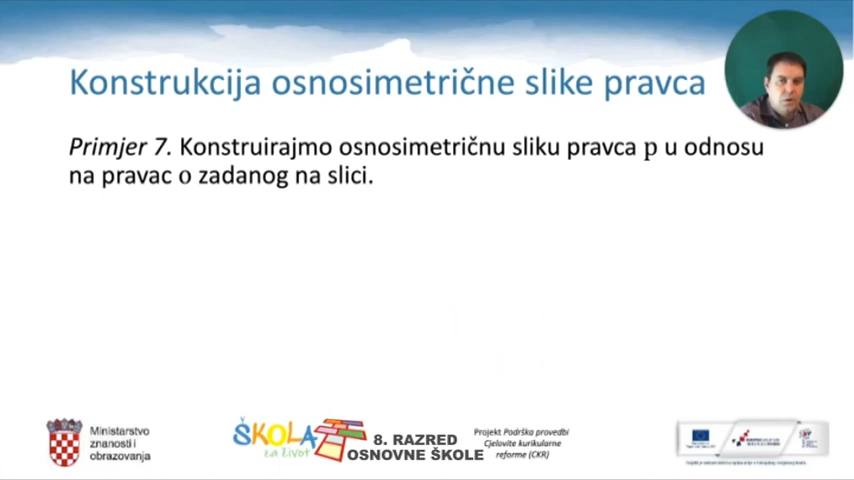 Konstrukcija osnosimetrične slike pravca
Primjer 7. Konstruirajmo osnosimetričnu sliku pravca p u odnosu
na pravac o zadanog na slici.
Ministarstvo
znanosti i
obrazovanja
ŠKOLA
za život
8. RAZRED
OSNOVNE ŠKOLE
Projekt Podrška provedbi
Cjelovite kurikularne
reforme (CKR)